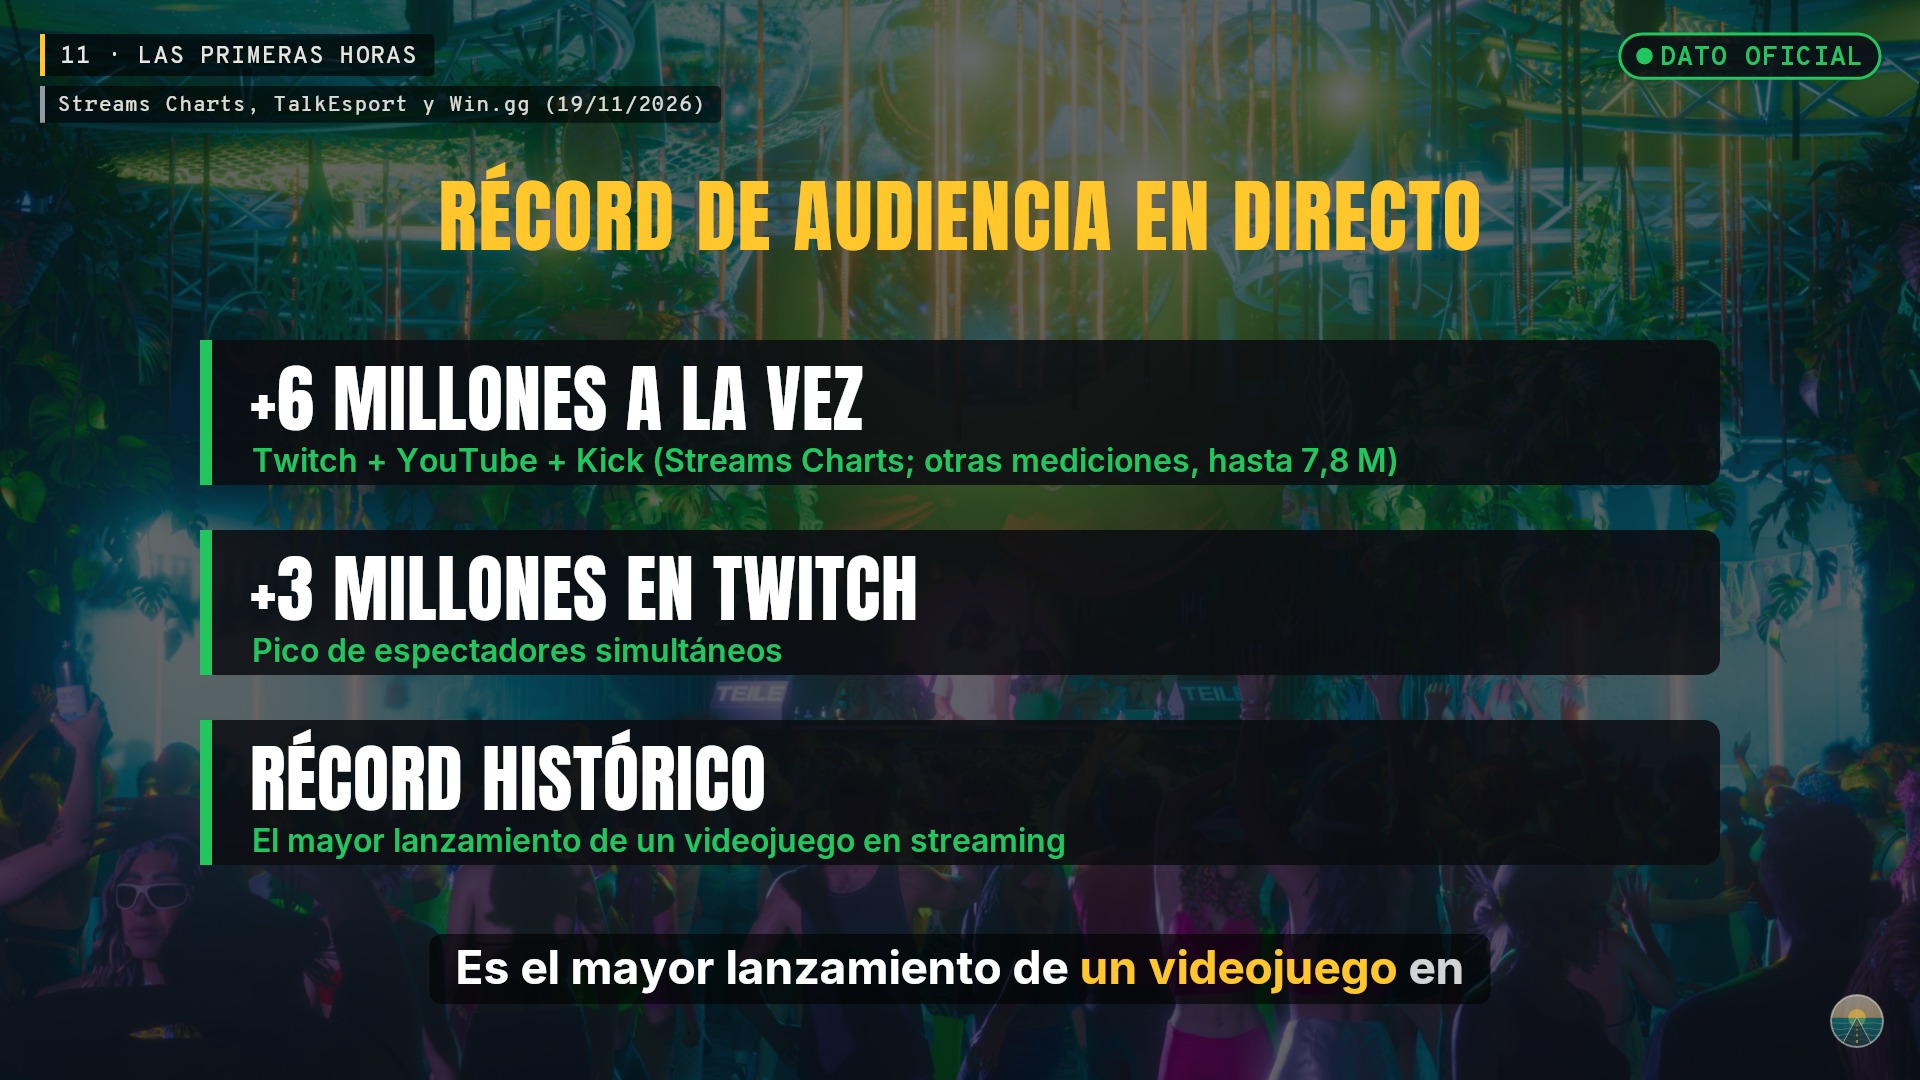 11 · LAS PRIMERAS HORAS
DATO OFICIAL
Streams Charts, TalkEsport y Win.gg (19/11/2026)
RÉCORD DE AUDIENCIA EN DIRECTO
+6 MILLONES A LA VEZ
Twitch + YouTube + Kick (Streams Charts; otras mediciones, hasta 7,8 M)
+3 MILLONES EN TWITCH
Pico de espectadores simultáneos
TEILE
TEILE
RÉCORD HISTÓRICO
El mayor lanzamiento de un videojuego en streaming
Es el mayor lanzamiento de un videojuego en